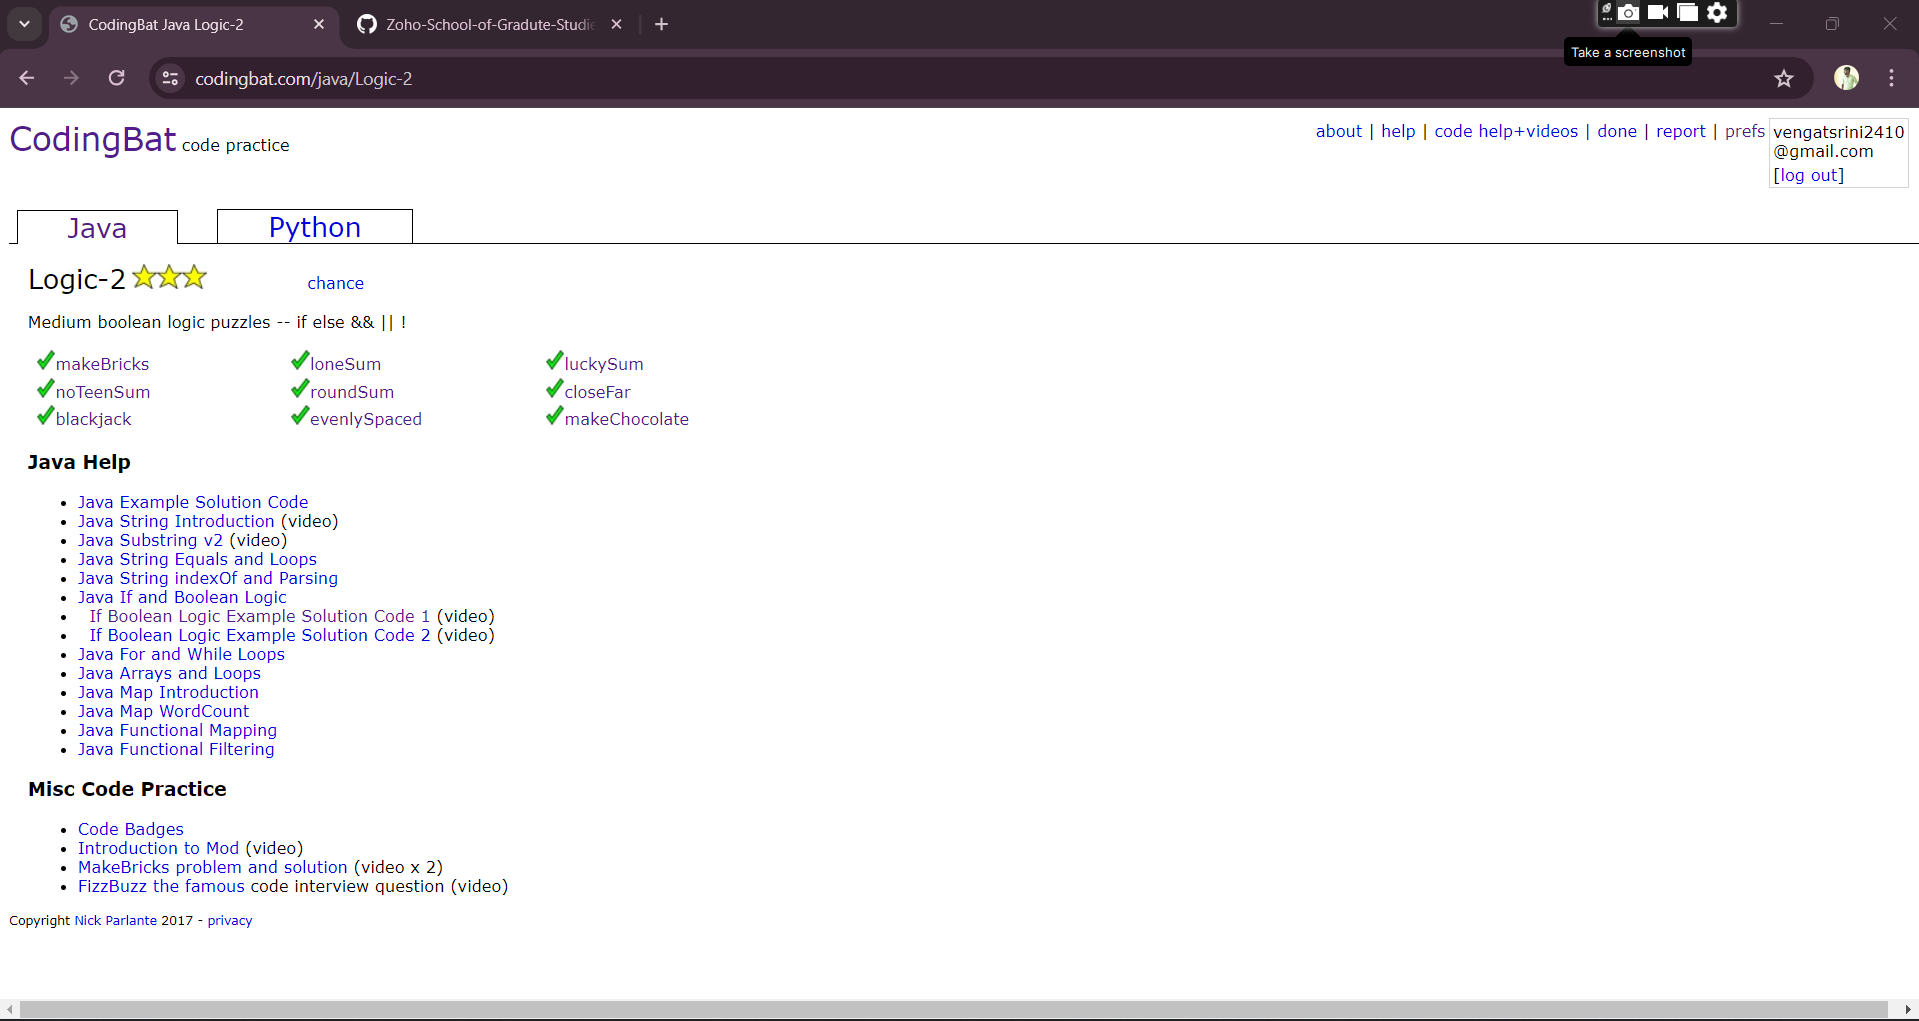 CodingBat Java Logic-2
Zoho-School-of-Gradute-Studie
Take a screenshot
codingbat.com/java/Logic-2
CodingBat code practice
about | help | code help+videos | done | report | prefs
vengatsrini2410
@gmail.com
[log out]
Java
Python
Logic-2
chance
Medium boolean logic puzzles -- if else && || !
makeBricks loneSum luckySum
noTeenSum roundSum closeFar
blackjack evenlySpaced makeChocolate
Java Help
Java Example Solution Code
Java String Introduction (video)
Java Substring v2 (video)
Java String Equals and Loops
Java String indexOf and Parsing
Java If and Boolean Logic
If Boolean Logic Example Solution Code 1 (video)
If Boolean Logic Example Solution Code 2 (video)
Java For and While Loops
Java Arrays and Loops
Java Map Introduction
Java Map WordCount
Java Functional Mapping
Java Functional Filtering
Misc Code Practice
Code Badges
Introduction to Mod (video)
MakeBricks problem and solution (video x 2)
FizzBuzz the famous code interview question (video)
Copyright Nick Parlante 2017 - privacy